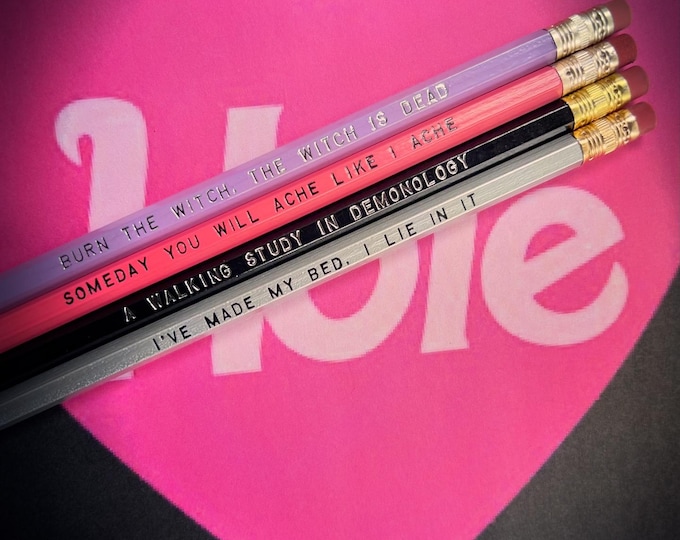 BURN THE WITCH, THE WITCH IS DEAD
SOMEDAY YOU WILL ACHE LIKE I ACHE
A WALKING STUDY IN DEMONOLOGY
I'VE MADE MY BED, I LIE IN IT
Hole